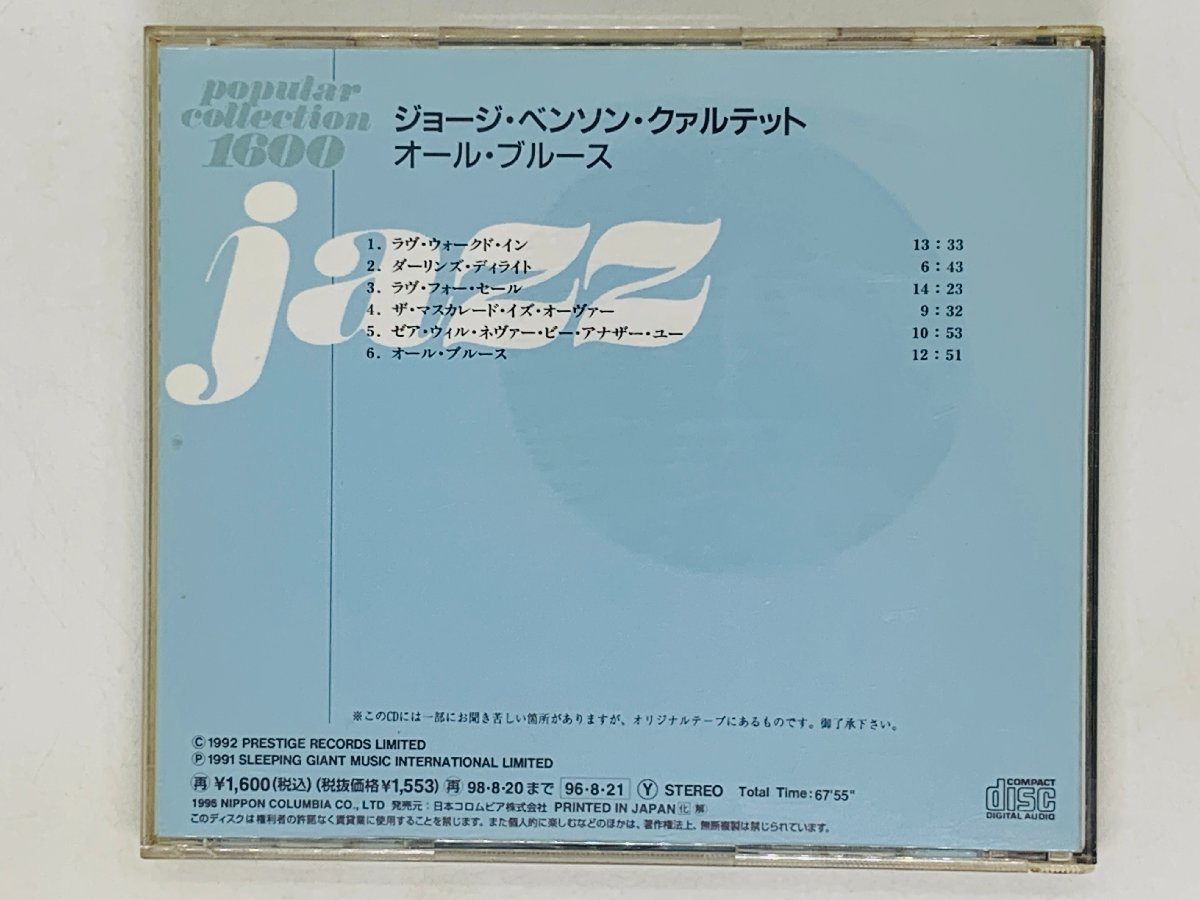 popular
collection
1600
ジョージ・ベンソン・クァルテット
オール・ブルース
jazz
1. ラヴ・ウォークド・イン 13：33
2. ダーリンズ・ディライト 6：43
3. ラヴ・フォー・セール 14：23
4. ザ・マスカレード・イズ・オーヴァー 9：32
5. ゼア・ウィル・ネヴァー・ビー・アナザー・ユー 10：53
6. オール・ブルース 12：51
※このCDには一部にお聞き苦しい箇所がありますが、オリジナルテープにあるものです。御了承下さい。
Ⓒ1992 PRESTIGE RECORDS LIMITED
Ⓟ1991 SLEEPING GIANT MUSIC INTERNATIONAL LIMITED
再 ¥1,600(税込)(税抜価格¥1,553) 再 98・8・20まで 96・8・21 Ⓨ STEREO Total Time: 67'55"
1996 NIPPON COLUMBIA CO., LTD 発売元：日本コロムビア株式会社 PRINTED IN JAPAN 化 解
このディスクは権利者の許諾なく賃貸業に使用することを禁じます。また個人的に楽しむなどのほかは、著作権法上、無断複製は禁じられています。
COMPACT
disc
DIGITAL AUDIO